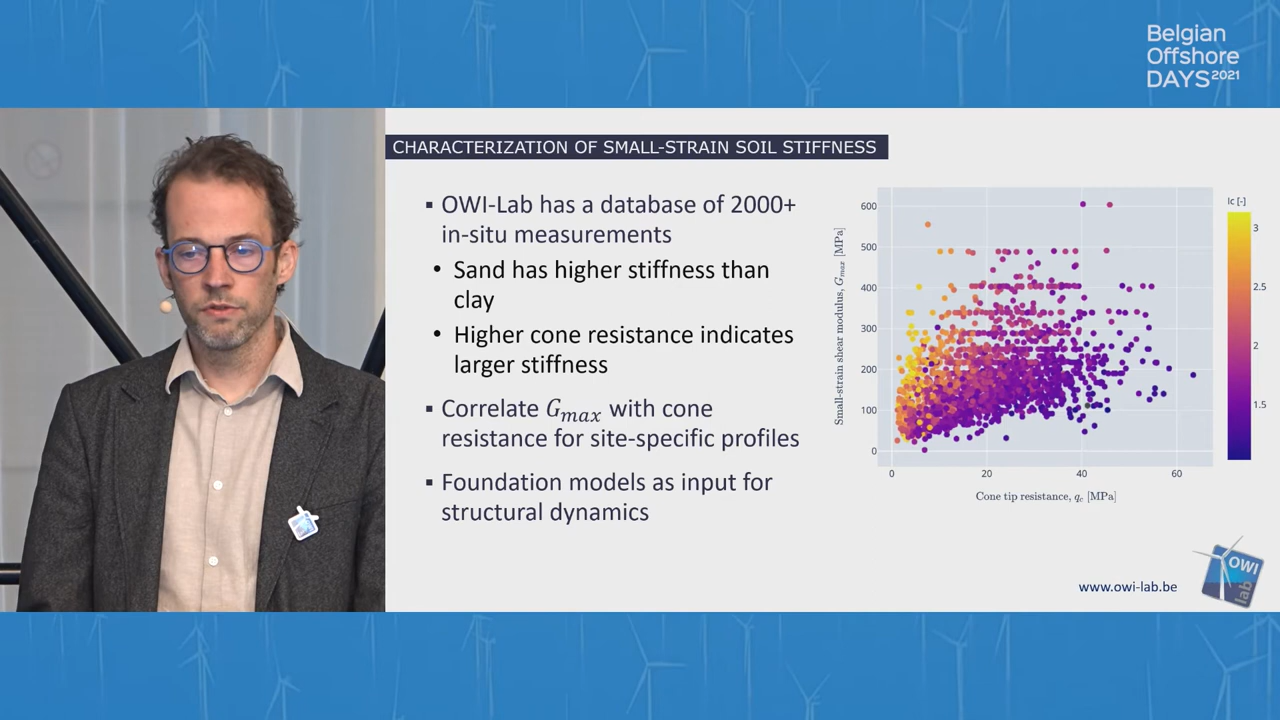 Belgian
Offshore
DAYS 2021
CHARACTERIZATION OF SMALL-STRAIN SOIL STIFFNESS
▪ OWI-Lab has a database of 2000+
in-situ measurements
• Sand has higher stiffness than
clay
• Higher cone resistance indicates
larger stiffness
▪ Correlate Gmax with cone
resistance for site-specific profiles
▪ Foundation models as input for
structural dynamics
Small-strain shear modulus, Gmax [MPa]
600
500
400
300
200
100
0
0 20 40 60
Cone tip resistance, qc [MPa]
Ic [-]
3
2.5
2
1.5
www.owi-lab.be
OWI
lab